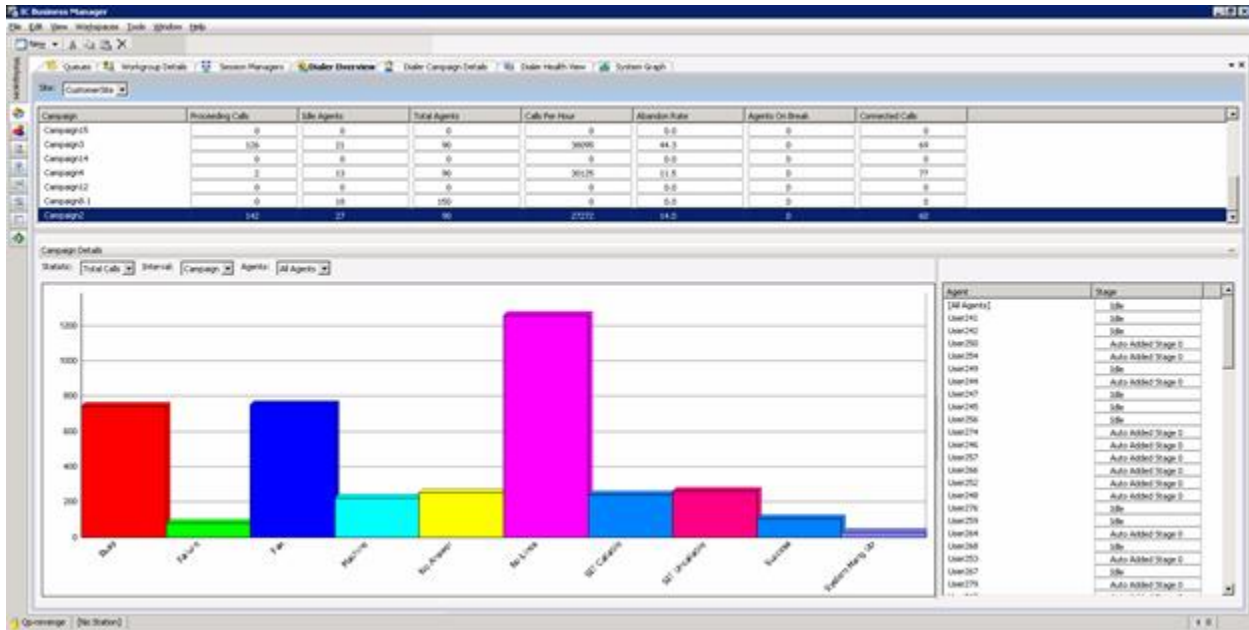 IC Business Manager
File Edit View Workspaces Tools Window Help
New
Workspaces
Queues Workgroup Details Session Managers Dialer Overview Dialer Campaign Details Dialer Health View System Graph
Site: CustomerSite
Campaign Proceeding Calls Idle Agents Total Agents Calls Per Hour Abandon Rate Agents On Break Connected Calls
Campaign15 0 0 0 0 0.0 0 0
Campaign3 126 21 90 38095 44.3 0 69
Campaign14 0 0 0 0 0.0 0 0
Campaign4 2 13 90 30125 11.5 0 77
Campaign12 0 0 0 0 0.0 0 0
0 18 150 0 0.0 0 0
Campaign2 142 27 90 27272 14.0 0 60
Campaign Details
Statistic: Total Calls Interval: Campaign Agents: All Agents
1200
1000
800
600
400
200
0
Busy
Failure
Fax
Machine
No Answer
No Lines
SIT Callable
SIT Uncallable
Success
System Hang Up
Agent Stage
[All Agents] Idle
User241 Idle
User242 Idle
User250 Auto Added Stage 0
User254 Auto Added Stage 0
User249 Idle
User244 Auto Added Stage 0
User247 Idle
User245 Idle
User256 Idle
User274 Auto Added Stage 0
User246 Auto Added Stage 0
User257 Auto Added Stage 0
User266 Auto Added Stage 0
User252 Auto Added Stage 0
User248 Auto Added Stage 0
User276 Idle
User259 Idle
User264 Auto Added Stage 0
User268 Idle
User253 Auto Added Stage 0
User267 Idle
User279 Auto Added Stage 0
[No Station]